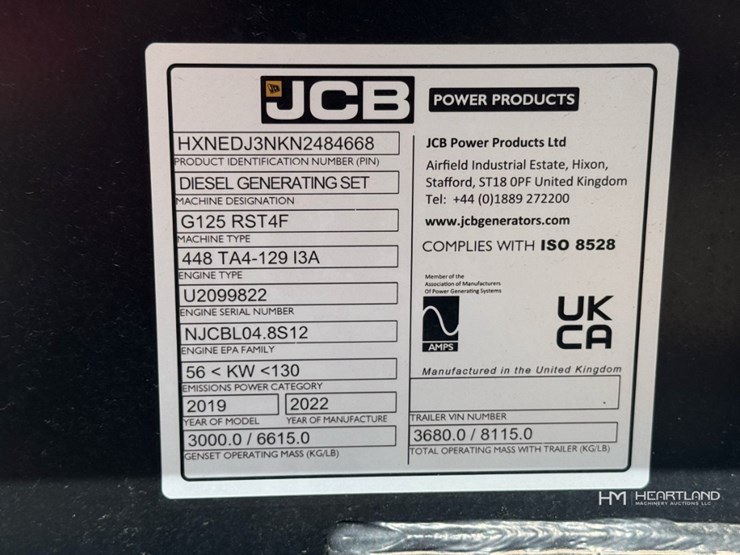 JCB POWER PRODUCTS
HXNEDJ3NKN2484668
PRODUCT IDENTIFICATION NUMBER (PIN)
DIESEL GENERATING SET
MACHINE DESIGNATION
G125 RST4F
MACHINE TYPE
448 TA4-129 I3A
ENGINE TYPE
U2099822
ENGINE SERIAL NUMBER
NJCBL04.8S12
ENGINE EPA FAMILY
56 < KW <130
EMISSIONS POWER CATEGORY
2019 2022
YEAR OF MODEL YEAR OF MANUFACTURE
3000.0 / 6615.0
GENSET OPERATING MASS (KG/LB)
JCB Power Products Ltd
Airfield Industrial Estate, Hixon,
Stafford, ST18 0PF United Kingdom
Tel: +44 (0)1889 272200
www.jcbgenerators.com
COMPLIES WITH ISO 8528
Member of the
Association of Manufacturers
Of Power Generating Systems
AMPS
UK
CA
Manufactured in the United Kingdom
TRAILER VIN NUMBER
3680.0 / 8115.0
TOTAL OPERATING MASS WITH TRAILER (KG/LB)
HM HEARTLAND
MACHINERY AUCTIONS LLC